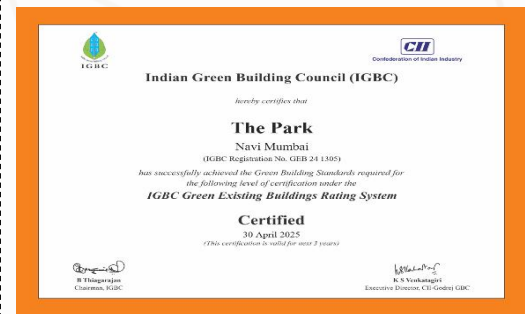 IGBC
CII
Confederation of Indian Industry
Indian Green Building Council (IGBC)
hereby certifies that
The Park
Navi Mumbai
(IGBC Registration No. GEB 24 1305)
has successfully achieved the Green Building Standards required for
the following level of certification under the
IGBC Green Existing Buildings Rating System
Certified
30 April 2025
(This certification is valid for next 3 years)
B Thiagarajan
Chairman, IGBC
K S Venkatagiri
Executive Director, CII-Godrej GBC